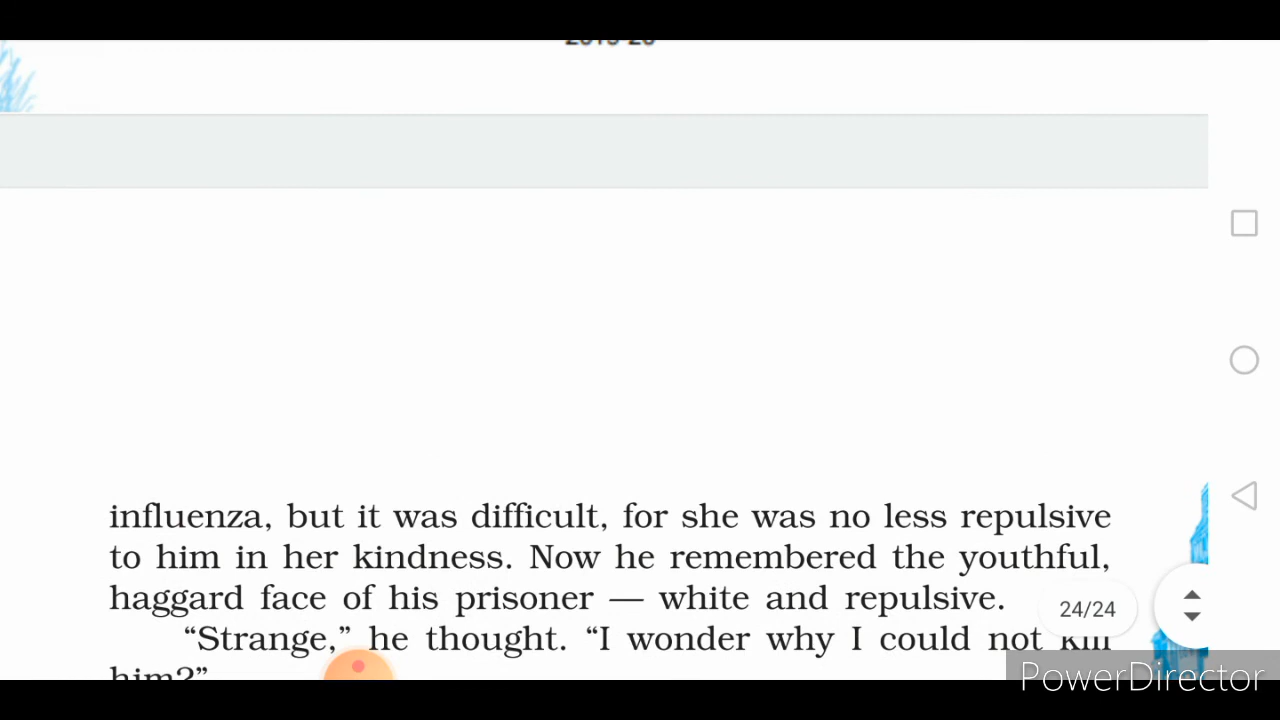 influenza, but it was difficult, for she was no less repulsive
to him in her kindness. Now he remembered the youthful,
haggard face of his prisoner — white and repulsive.
24/24
“Strange,” he thought. “I wonder why I could not kill
him?”
PowerDirector